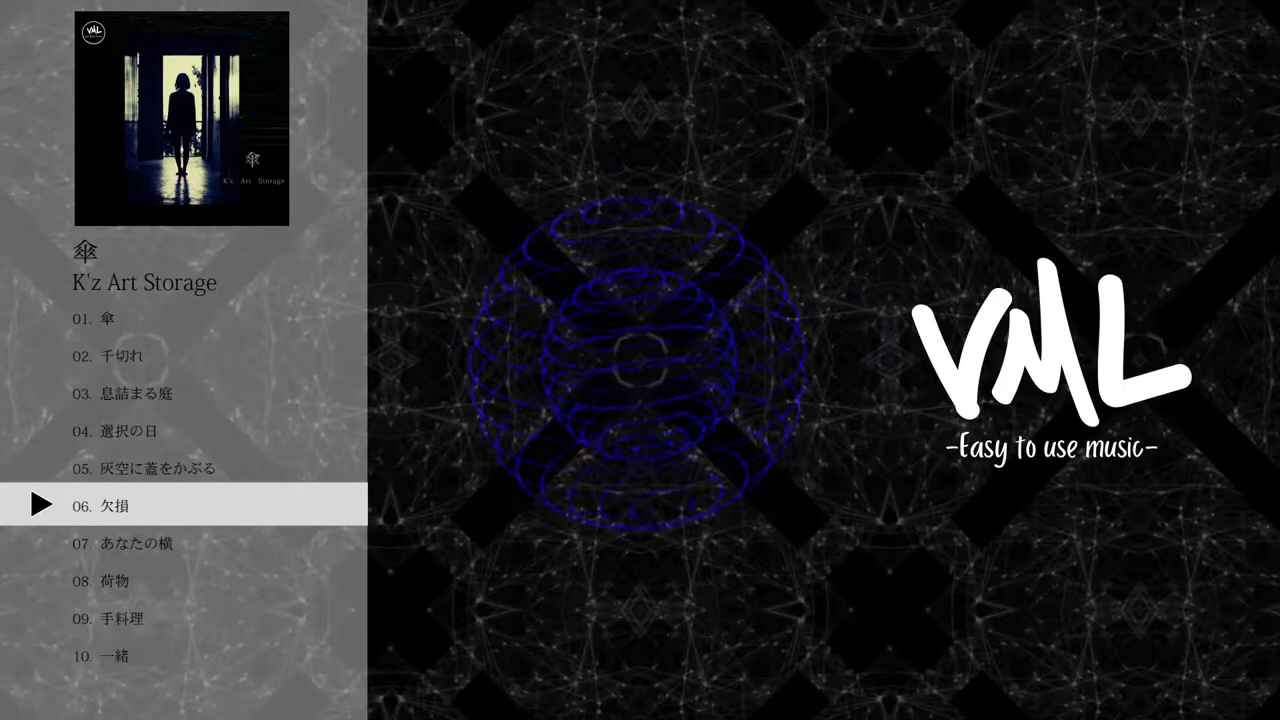 VML
傘
K'z Art Storage
傘
K'z Art Storage
01. 傘
02. 千切れ
03. 息詰まる庭
04. 選択の日
05. 灰空に蓋をかぶる
06. 欠損
07. あなたの横
08. 荷物
09. 手料理
10. 一緒
VML
-Easy to use music-